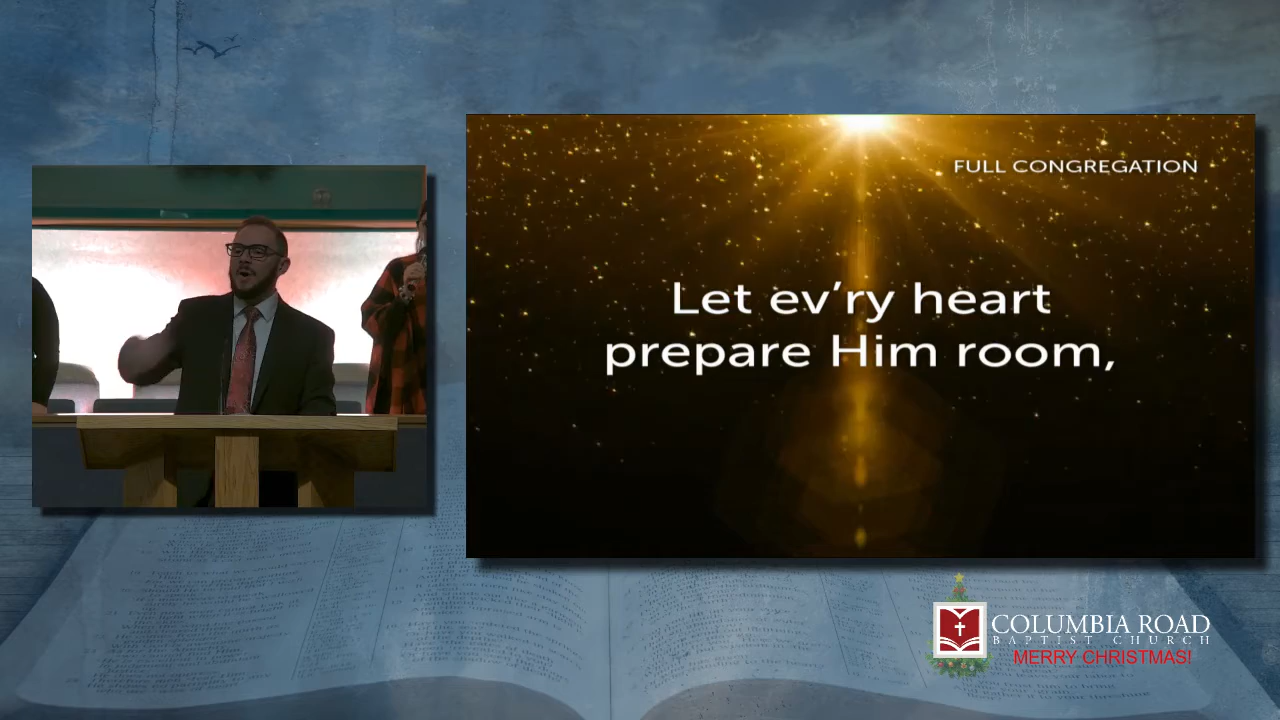 FULL CONGREGATION
Let ev’ry heart
prepare Him room,
COLUMBIA ROAD
BAPTIST CHURCH
MERRY CHRISTMAS!